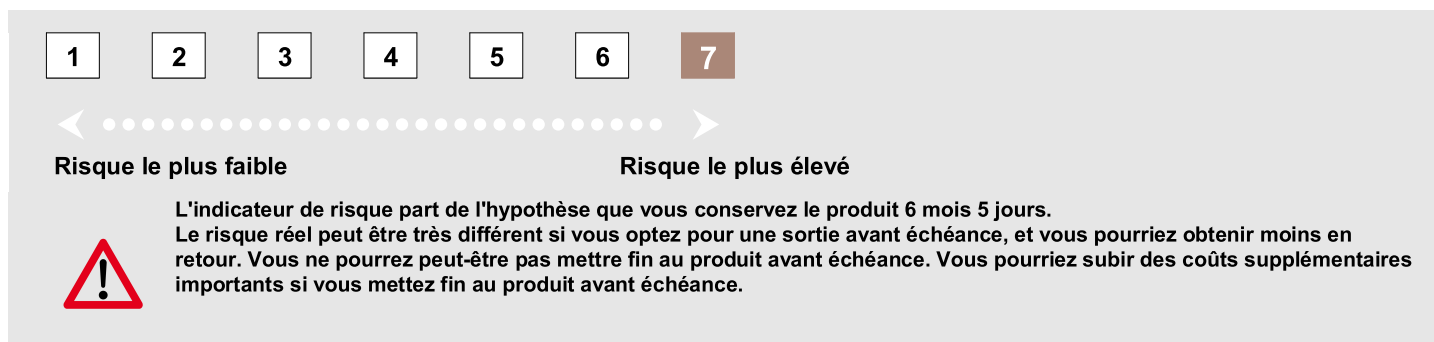 1 2 3 4 5 6 7
Risque le plus faible Risque le plus élevé
L'indicateur de risque part de l'hypothèse que vous conservez le produit 6 mois 5 jours.
Le risque réel peut être très différent si vous optez pour une sortie avant échéance, et vous pourriez obtenir moins en
retour. Vous ne pourrez peut-être pas mettre fin au produit avant échéance. Vous pourriez subir des coûts supplémentaires
importants si vous mettez fin au produit avant échéance.
!